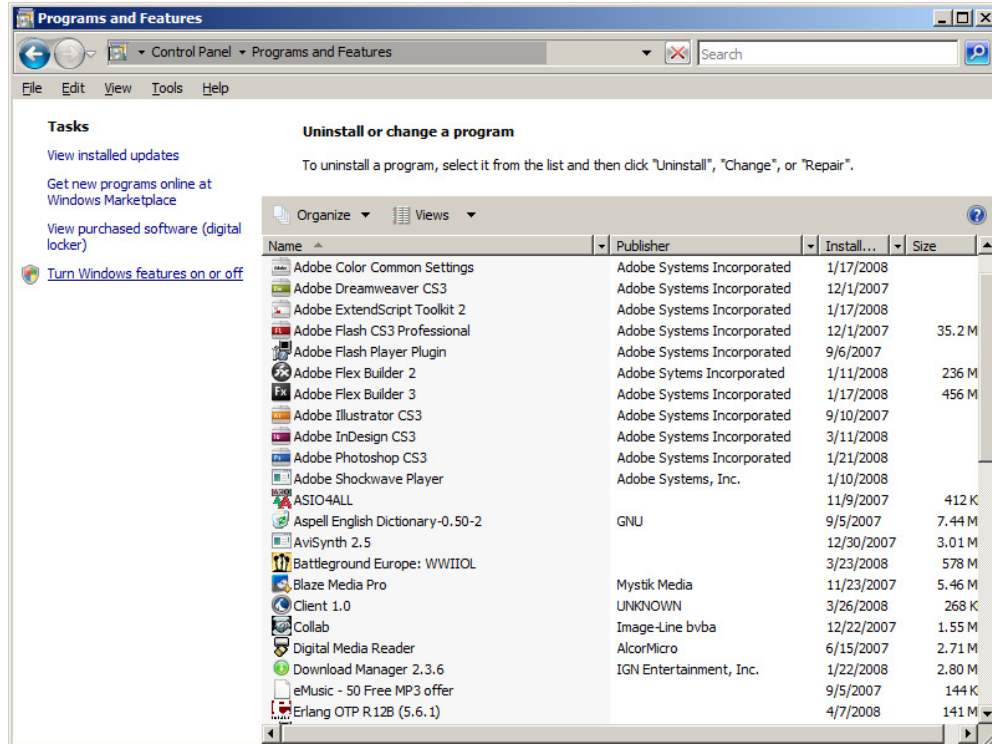 Programs and Features
Control Panel Programs and Features
Search
File Edit View Tools Help
Tasks
View installed updates
Get new programs online at
Windows Marketplace
View purchased software (digital
locker)
Turn Windows features on or off
Uninstall or change a program
To uninstall a program, select it from the list and then click "Uninstall", "Change", or "Repair".
Organize Views
Name Publisher Install... Size
Adobe Color Common Settings Adobe Systems Incorporated 1/17/2008
Adobe Dreamweaver CS3 Adobe Systems Incorporated 12/1/2007
Adobe ExtendScript Toolkit 2 Adobe Systems Incorporated 1/17/2008
Adobe Flash CS3 Professional Adobe Systems Incorporated 12/1/2007 35.2 M
Adobe Flash Player Plugin Adobe Systems Incorporated 9/6/2007
Adobe Flex Builder 2 Adobe Sytems Incorporated 1/11/2008 236 M
Adobe Flex Builder 3 Adobe Systems Incorporated 1/17/2008 456 M
Adobe Illustrator CS3 Adobe Systems Incorporated 9/10/2007
Adobe InDesign CS3 Adobe Systems Incorporated 3/11/2008
Adobe Photoshop CS3 Adobe Systems Incorporated 1/21/2008
Adobe Shockwave Player Adobe Systems, Inc. 1/10/2008
ASIO4ALL 11/9/2007 412 K
Aspell English Dictionary-0.50-2 GNU 9/5/2007 7.44 M
AviSynth 2.5 12/30/2007 3.01 M
Battleground Europe: WWIIOL 3/23/2008 578 M
Blaze Media Pro Mystik Media 11/23/2007 5.46 M
Client 1.0 UNKNOWN 3/26/2008 268 K
Collab Image-Line bvba 12/22/2007 1.55 M
Digital Media Reader AlcorMicro 6/15/2007 2.71 M
Download Manager 2.3.6 IGN Entertainment, Inc. 1/22/2008 2.80 M
eMusic - 50 Free MP3 offer 9/5/2007 144 K
Erlang OTP R12B (5.6.1) 4/7/2008 141 M